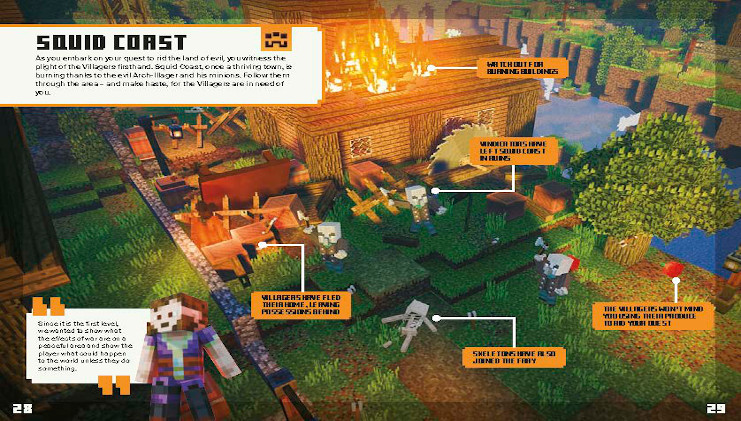 SQUID COAST
As you embark on your quest to rid the land of evil, you witness the
plight of the Villagers firsthand. Squid Coast, once a thriving town, is
burning thanks to the evil Arch-Illager and his minions. Follow them
through the area – and make haste, for the Villagers are in need of
you.
WATCH OUT FOR
BURNING BUILDINGS
VINDICATORS HAVE
LEFT SQUID COAST
IN RUINS
VILLAGERS HAVE FLED
THEIR HOME, LEAVING
POSSESSIONS BEHIND
THE VILLAGERS WON'T MIND
YOU USING THEIR PRODUCE
TO AID YOUR QUEST
SKELETONS HAVE ALSO
JOINED THE FRAY
Since it is the first level,
we wanted to show what
the effects of war are on a
peaceful area and show the
player what could happen
to the world unless they do
something.
28
29